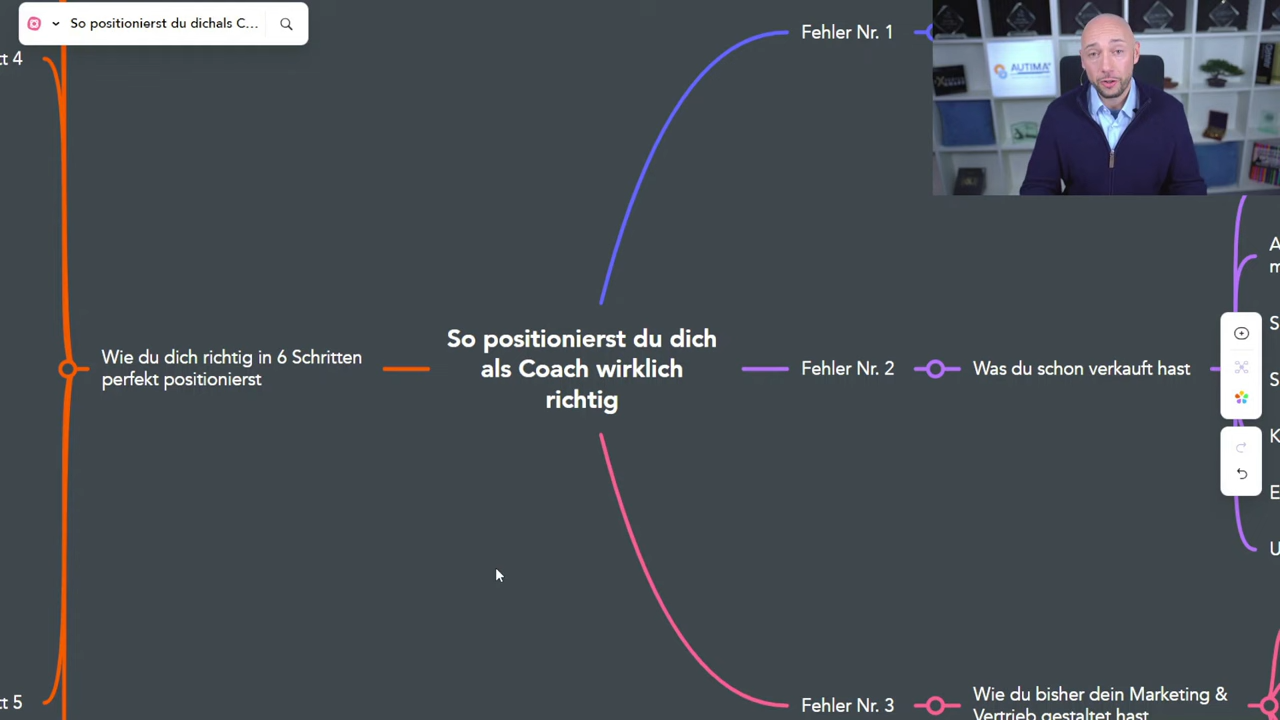 So positionierst du dichals C...
tt 4
Fehler Nr. 1
AUTIMA
Wie du dich richtig in 6 Schritten
perfekt positionierst
So positionierst du dich
als Coach wirklich
richtig
Fehler Nr. 2
Was du schon verkauft hast
A
m
S
S
K
E
U
tt 5
Fehler Nr. 3
Wie du bisher dein Marketing &
Vertrieb gestaltet hast